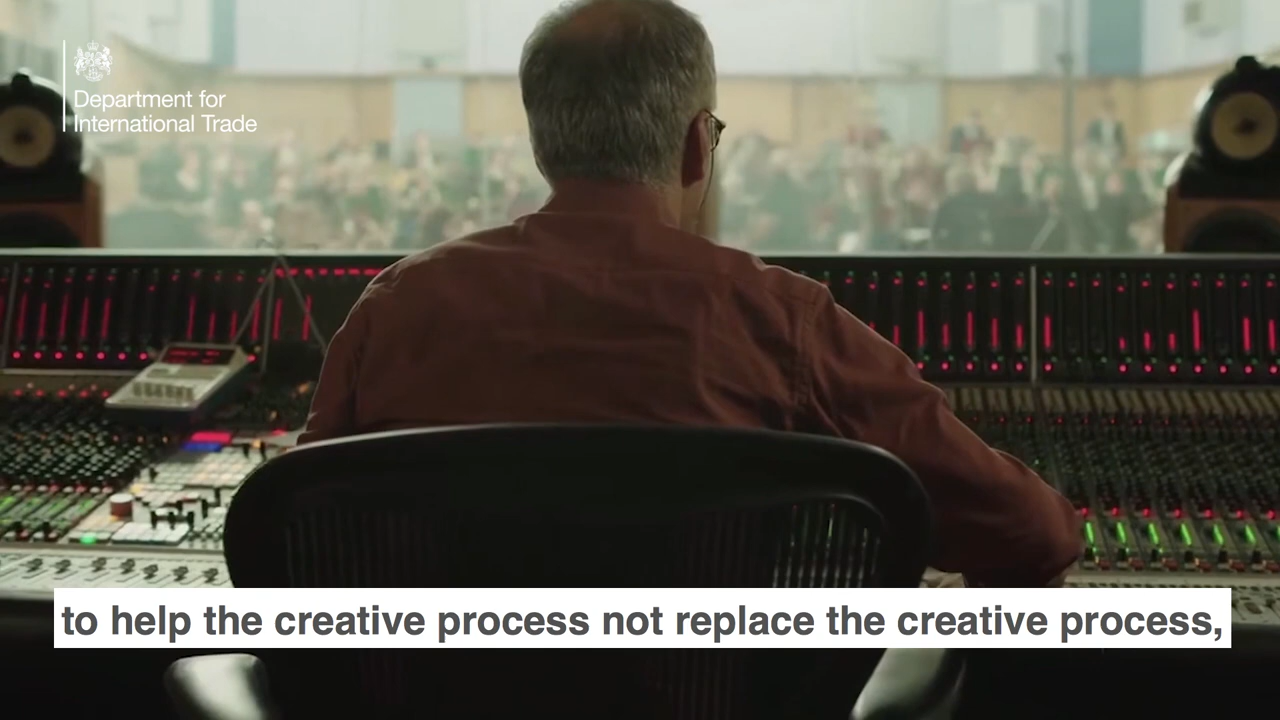 Department for
International Trade
to help the creative process not replace the creative process,